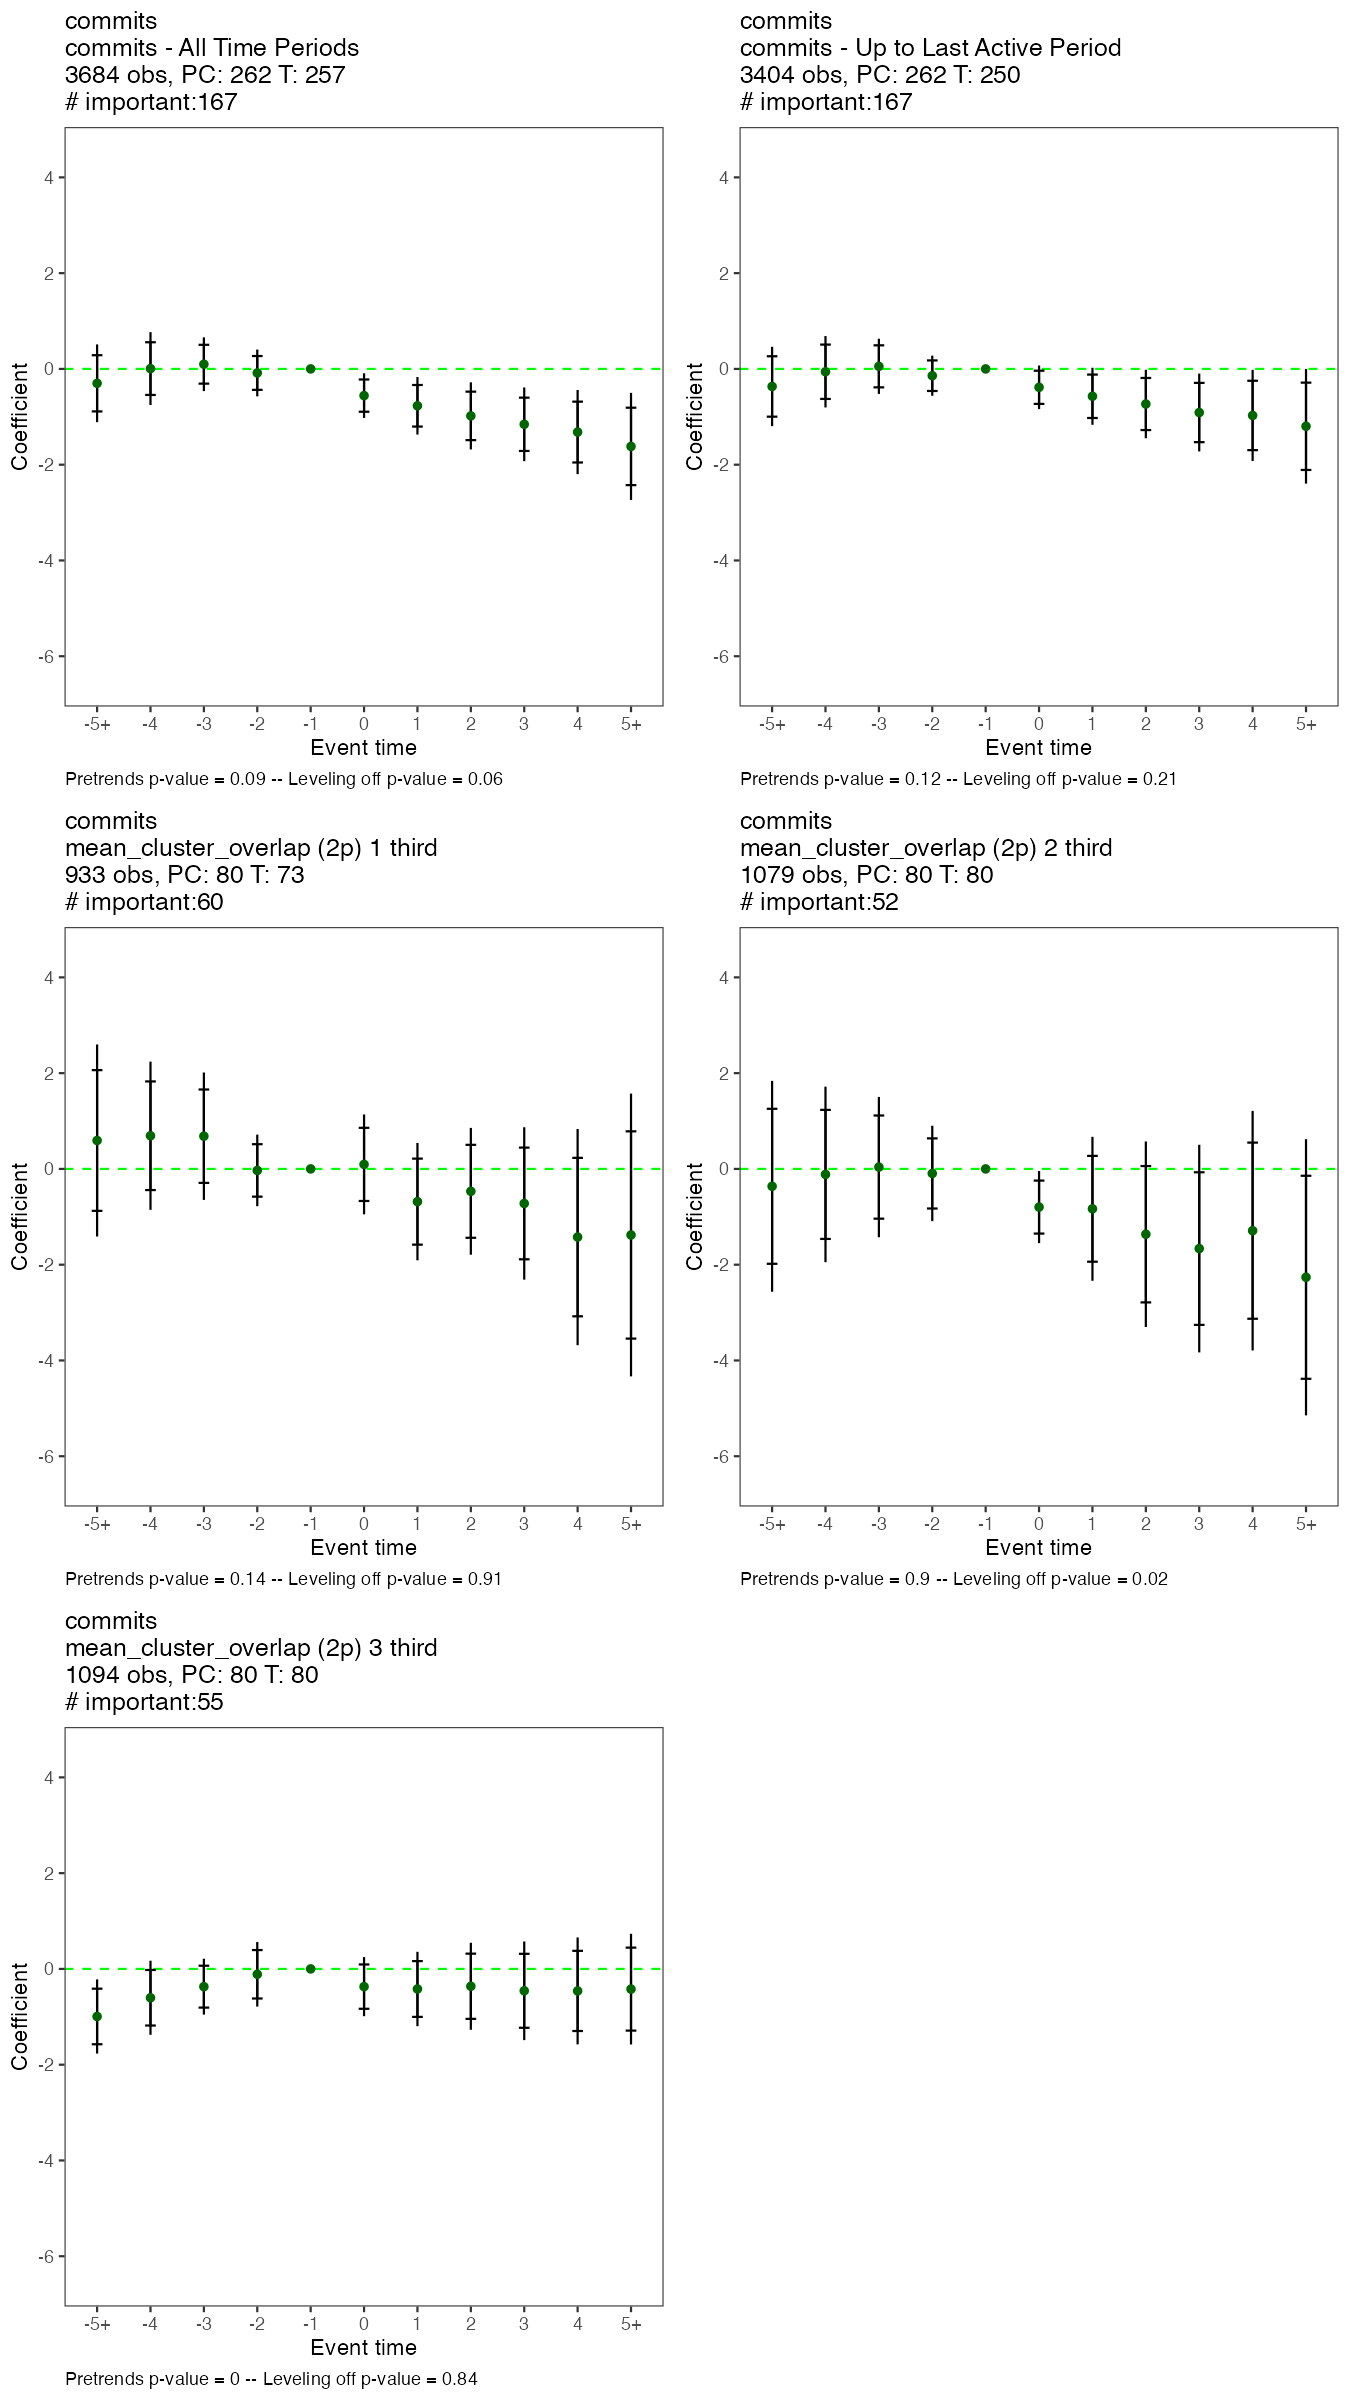 commits
commits - All Time Periods
3684 obs, PC: 262 T: 257
# important:167
4
2
0
-2
-4
-6
Coefficient
-5+ -4 -3 -2 -1 0 1 2 3 4 5+
Event time
Pretrends p-value = 0.09 -- Leveling off p-value = 0.06
commits
commits - Up to Last Active Period
3404 obs, PC: 262 T: 250
# important:167
4
2
0
-2
-4
-6
Coefficient
-5+ -4 -3 -2 -1 0 1 2 3 4 5+
Event time
Pretrends p-value = 0.12 -- Leveling off p-value = 0.21
commits
mean_cluster_overlap (2p) 1 third
933 obs, PC: 80 T: 73
# important:60
4
2
0
-2
-4
-6
Coefficient
-5+ -4 -3 -2 -1 0 1 2 3 4 5+
Event time
Pretrends p-value = 0.14 -- Leveling off p-value = 0.91
commits
mean_cluster_overlap (2p) 2 third
1079 obs, PC: 80 T: 80
# important:52
4
2
0
-2
-4
-6
Coefficient
-5+ -4 -3 -2 -1 0 1 2 3 4 5+
Event time
Pretrends p-value = 0.9 -- Leveling off p-value = 0.02
commits
mean_cluster_overlap (2p) 3 third
1094 obs, PC: 80 T: 80
# important:55
4
2
0
-2
-4
-6
Coefficient
-5+ -4 -3 -2 -1 0 1 2 3 4 5+
Event time
Pretrends p-value = 0 -- Leveling off p-value = 0.84